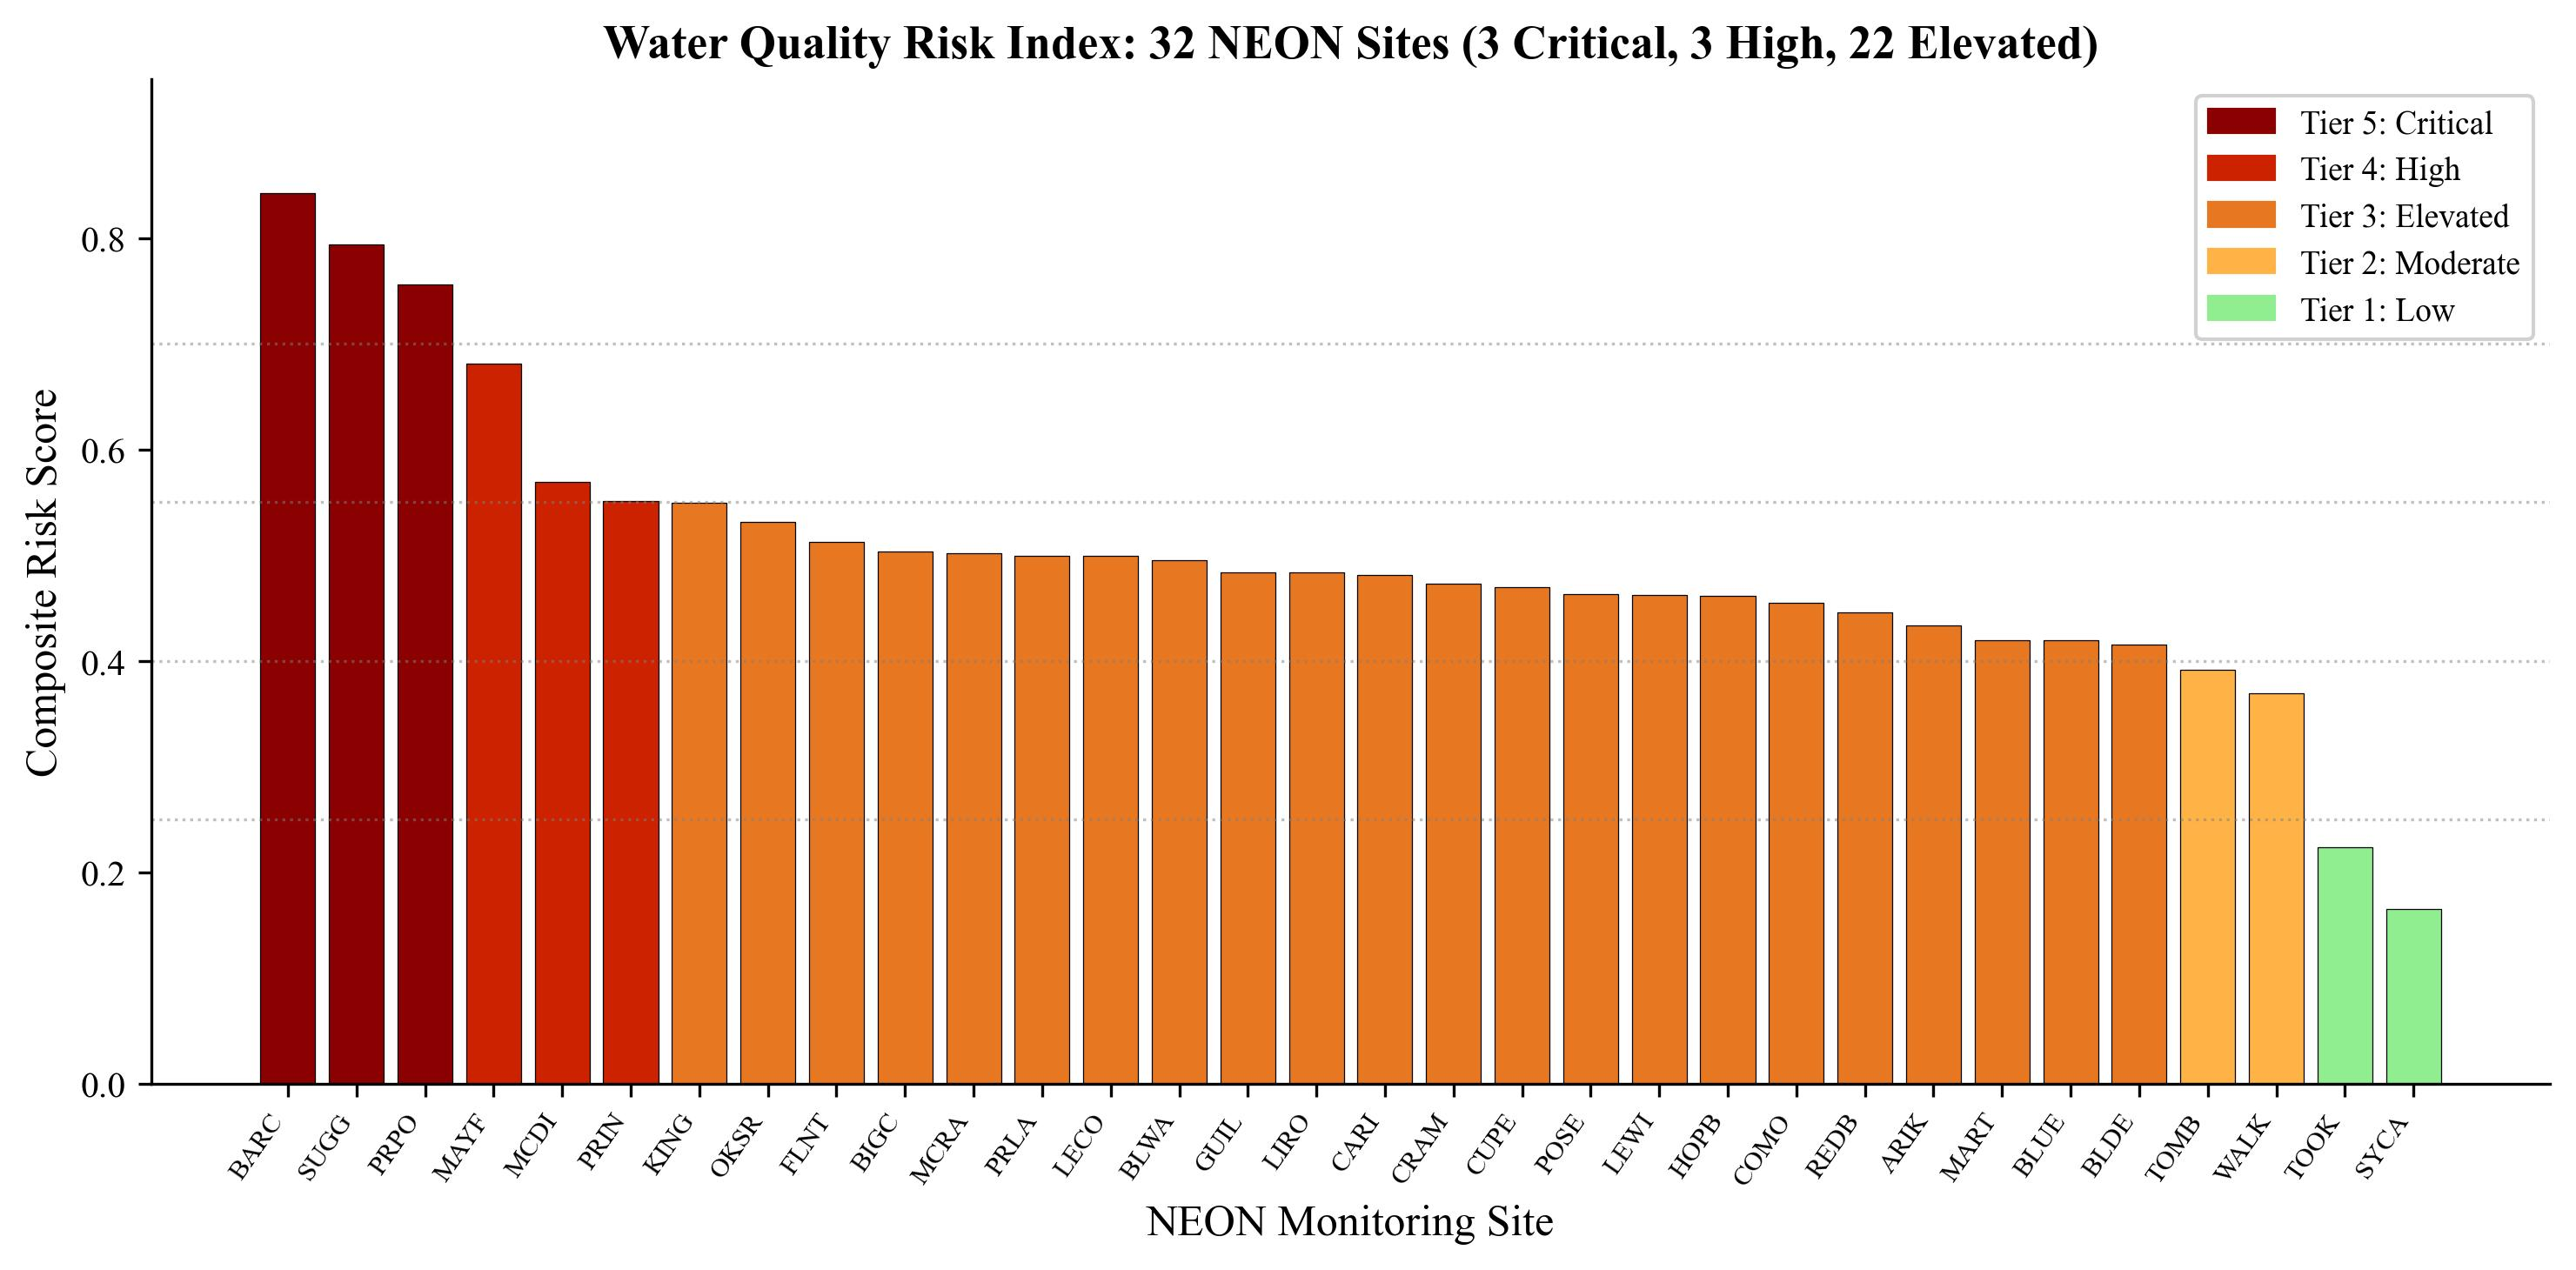 Water Quality Risk Index: 32 NEON Sites (3 Critical, 3 High, 22 Elevated)
Tier 5: Critical
Tier 4: High
Tier 3: Elevated
Tier 2: Moderate
Tier 1: Low
Composite Risk Score
0.8
0.6
0.4
0.2
0.0
BARC
SUGG
PRPO
MAYF
MCDI
PRIN
KING
OKSR
FLNT
BIGC
MCRA
PRLA
LECO
BLWA
GUIL
LIRO
CARI
CRAM
CUPE
POSE
LEWI
HOPB
COMO
REDB
ARIK
MART
BLUE
BLDE
TOMB
WALK
TOOK
SYCA
NEON Monitoring Site